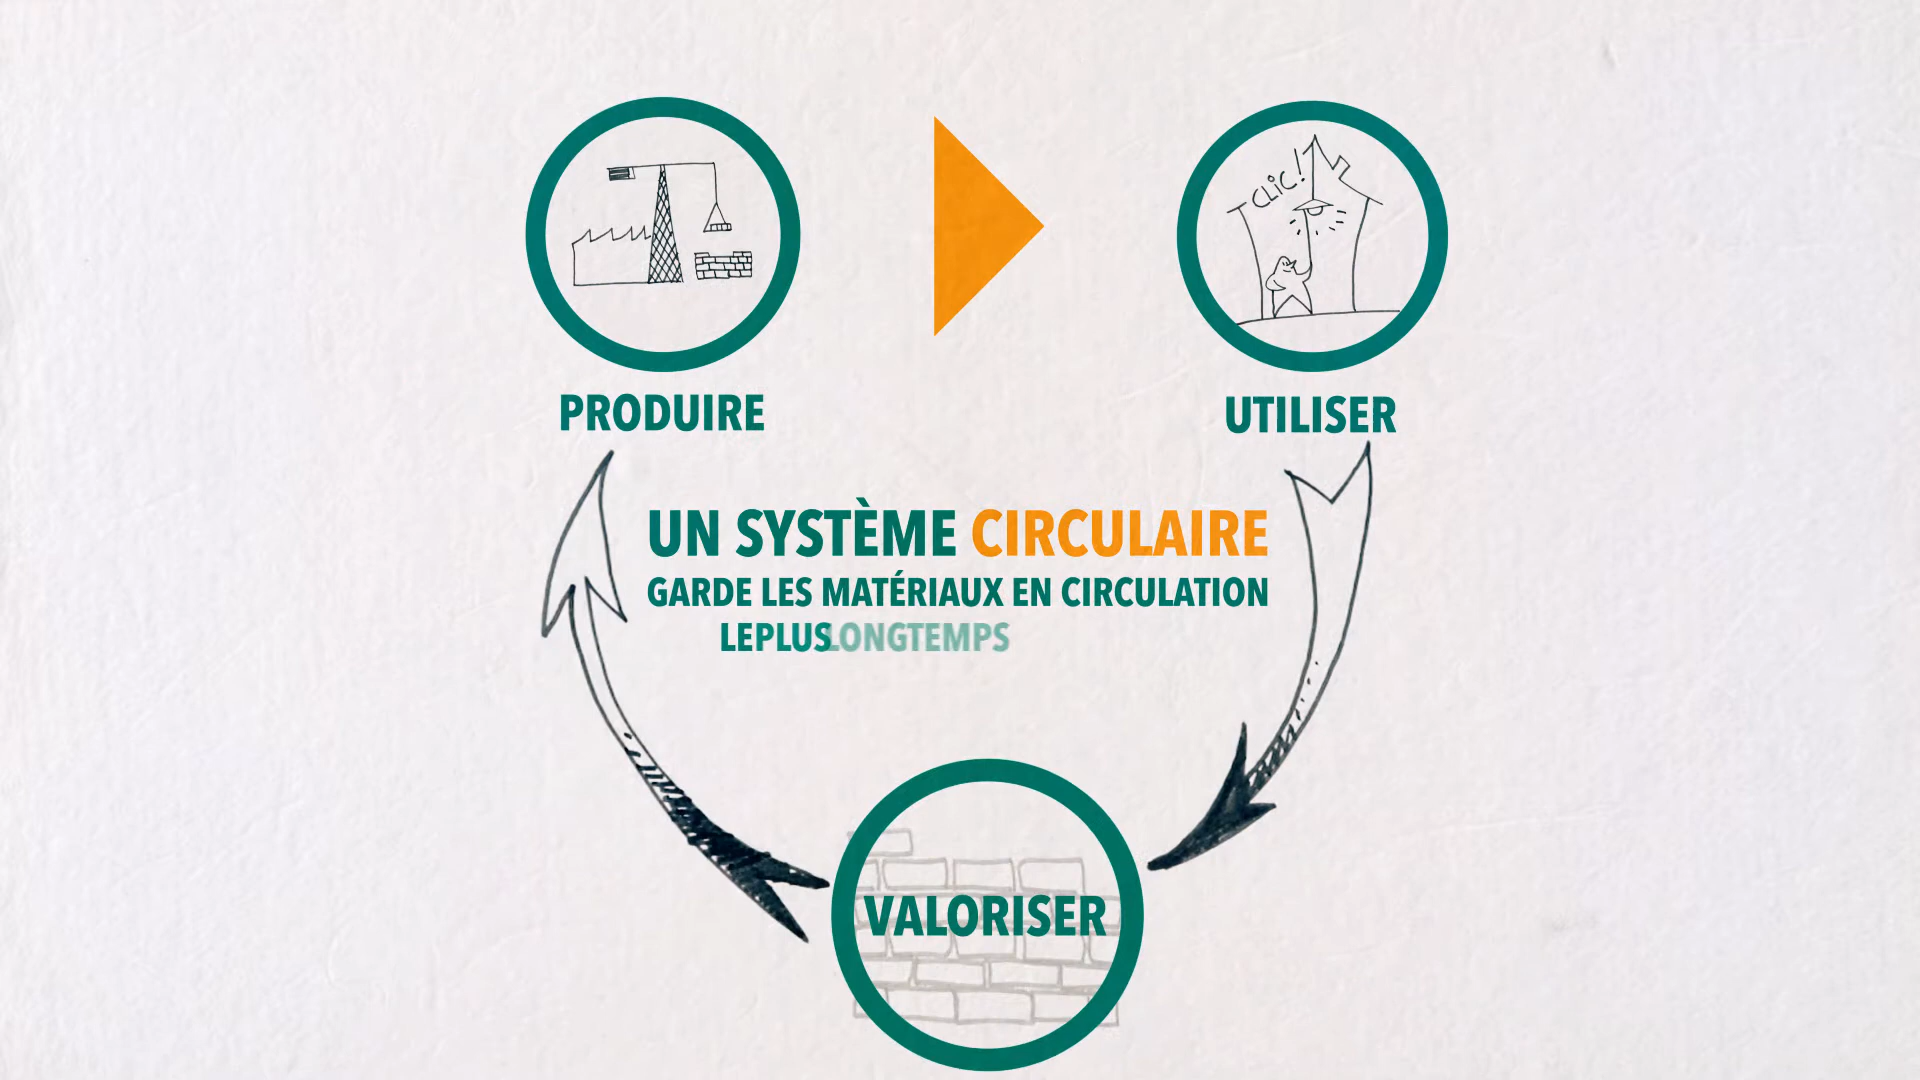 CLIC!
PRODUIRE
UTILISER
UN SYSTÈME CIRCULAIRE
GARDE LES MATÉRIAUX EN CIRCULATION
LEPLUSLONGTEMPS
VALORISER